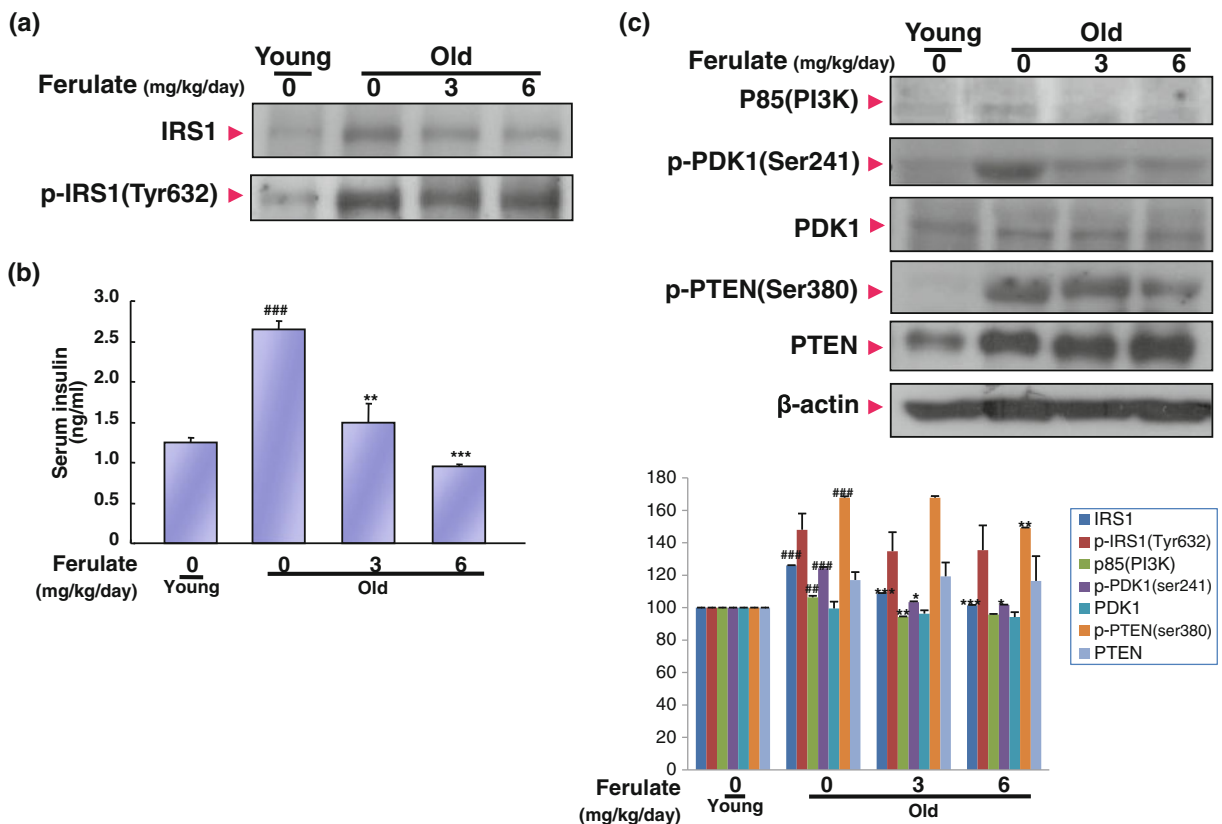 (a)
Young Old
Ferulate (mg/kg/day) 0 0 3 6
IRS1
p-IRS1(Tyr632)
(b)
3.0
2.5
2.0
1.5
1.0
0.5
0
Serum insulin
(ng/ml)
###
**
***
Ferulate 0 0 3 6
(mg/kg/day) Young Old
(c)
Young Old
Ferulate (mg/kg/day) 0 0 3 6
P85(PI3K)
p-PDK1(Ser241)
PDK1
p-PTEN(Ser380)
PTEN
β-actin
180
160
140
120
100
80
60
40
20
0
### ## ### ###
*** ** *
*** * **
IRS1
p-IRS1(Tyr632)
p85(PI3K)
p-PDK1(ser241)
PDK1
p-PTEN(ser380)
PTEN
Ferulate 0 0 3 6
(mg/kg/day) Young Old